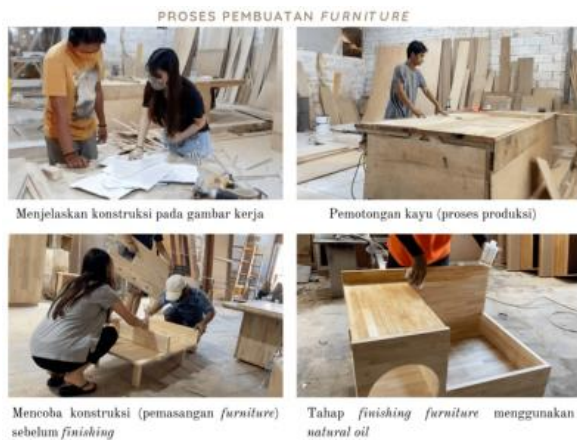 PROSES PEMBUATAN FURNITURE
Menjelaskan konstruksi pada gambar kerja
Pemotongan kayu (proses produksi)
Mencoba konstruksi (pemasangan furniture)
sebelum finisking
Tahap finishing furniture menggunakan
natural oil